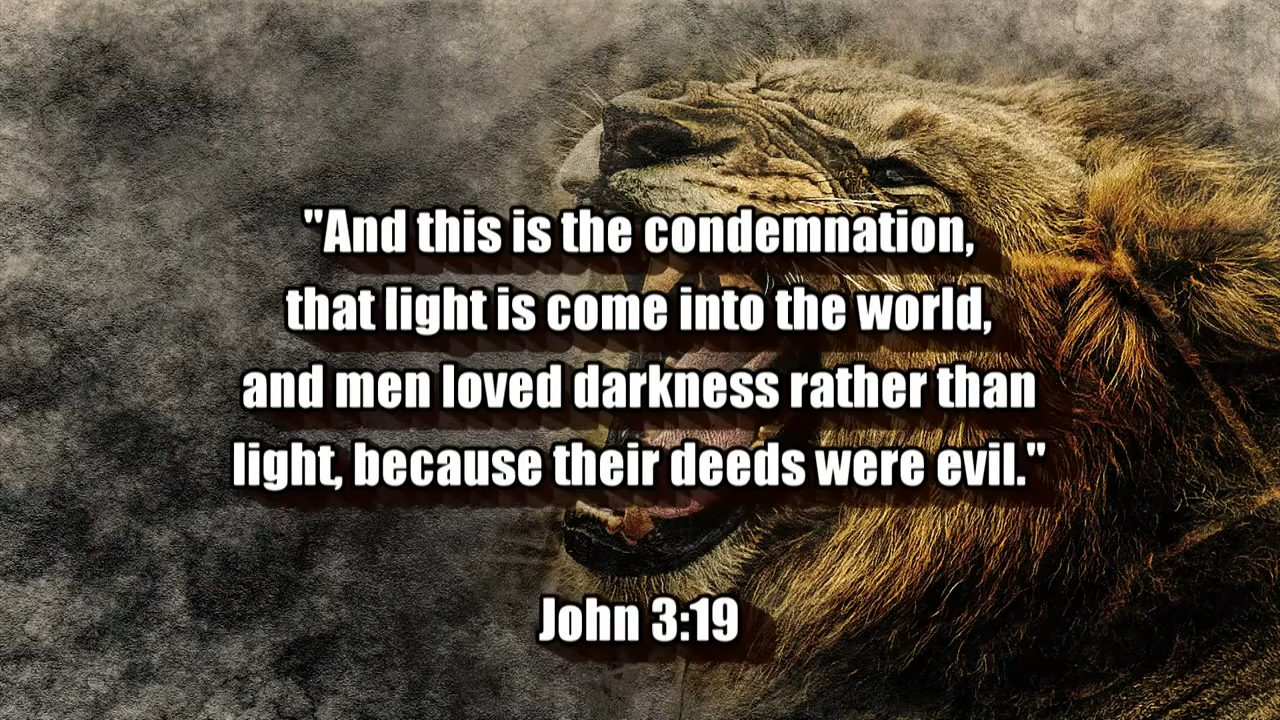 "And this is the condemnation,
that light is come into the world,
and men loved darkness rather than
light, because their deeds were evil."
John 3:19